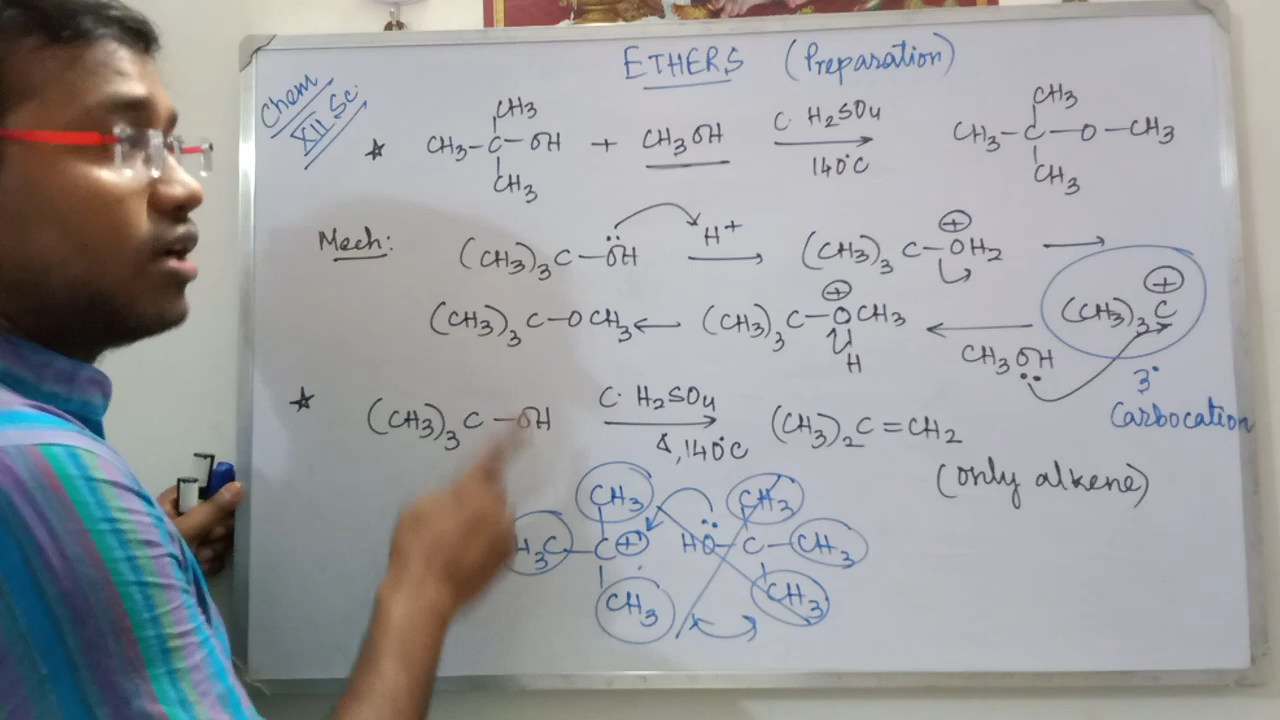 ETHERS (Preparation)
Chem
XII Sc.
☆ CH3-C-OH + CH3OH C. H2SO4 140°C CH3-C-O-CH3
CH3 CH3
CH3 CH3
Mech: (CH3)3C-ÖH H+ → (CH3)3C-OH2 ⊕ →
(CH3)3C ⊕
(CH3)3C-OCH3 ← (CH3)3C-OCH3 ⊕ H ← CH3OH
3° Carbocation
☆ (CH3)3C-OH C. H2SO4 Δ, 140°C → (CH3)2C=CH2
(only alkene)
CH3 CH3
H3C-C⊕ HO-C-CH3
CH3 CH3